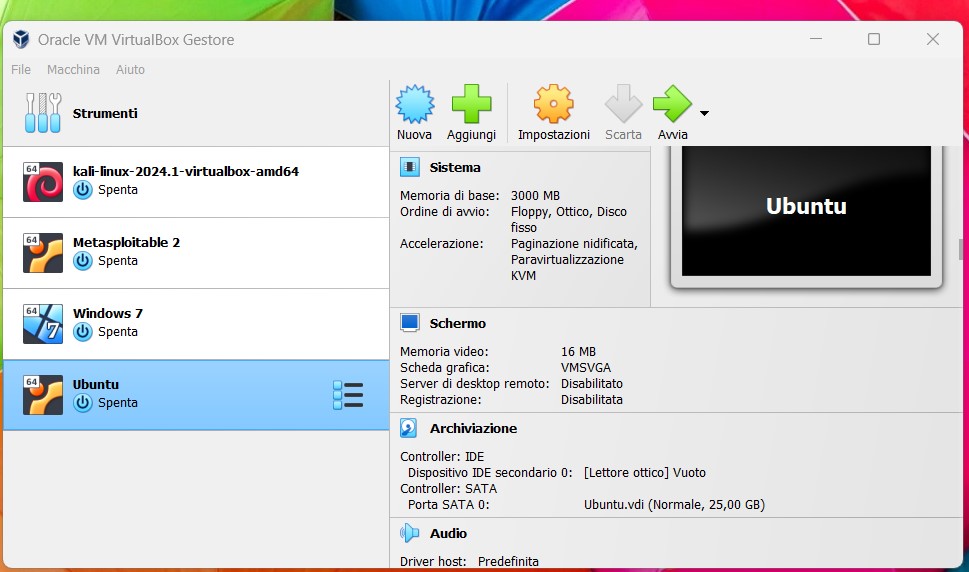 Oracle VM VirtualBox Gestore
File Macchina Aiuto
Strumenti
64
kali-linux-2024.1-virtualbox-amd64
Spenta
64
Metasploitable 2
Spenta
64
7
Windows 7
Spenta
64
Ubuntu
Spenta
Nuova Aggiungi Impostazioni Scarta Avvia
Sistema
Memoria di base: 3000 MB
Ordine di avvio: Floppy, Ottico, Disco
fisso
Accelerazione: Paginazione nidificata,
Paravirtualizzazione
KVM
Ubuntu
Schermo
Memoria video: 16 MB
Scheda grafica: VMSVGA
Server di desktop remoto: Disabilitato
Registrazione: Disabilitata
Archiviazione
Controller: IDE
Dispositivo IDE secondario 0: [Lettore ottico] Vuoto
Controller: SATA
Porta SATA 0: Ubuntu.vdi (Normale, 25,00 GB)
Audio
Driver host: Predefinita